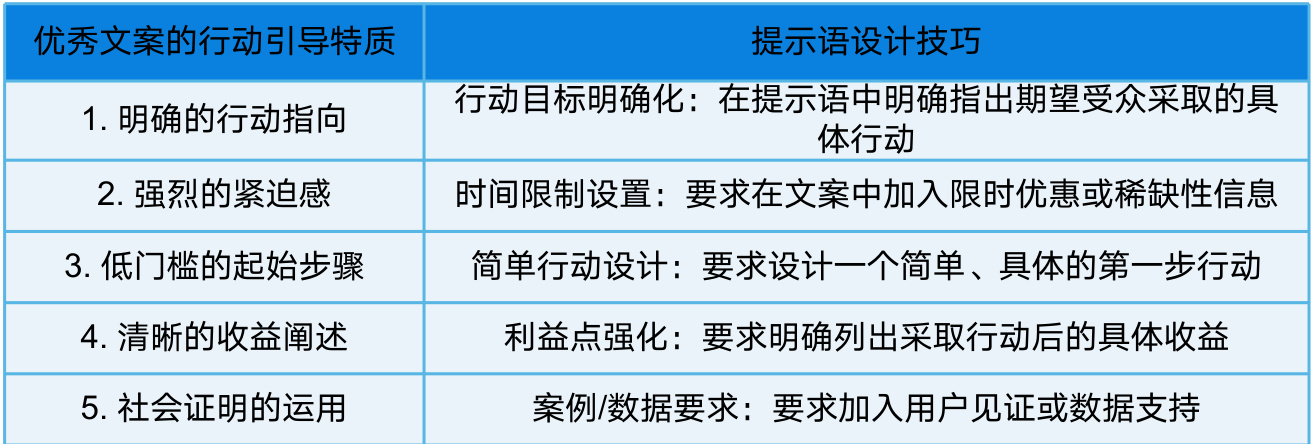 优秀文案的行动引导特质
提示语设计技巧
1. 明确的行动指向
行动目标明确化：在提示语中明确指出期望受众采取的具
体行动
2. 强烈的紧迫感
时间限制设置：要求在文案中加入限时优惠或稀缺性信息
3. 低门槛的起始步骤
简单行动设计：要求设计一个简单、具体的第一步行动
4. 清晰的收益阐述
利益点强化：要求明确列出采取行动后的具体收益
5. 社会证明的运用
案例/数据要求：要求加入用户见证或数据支持